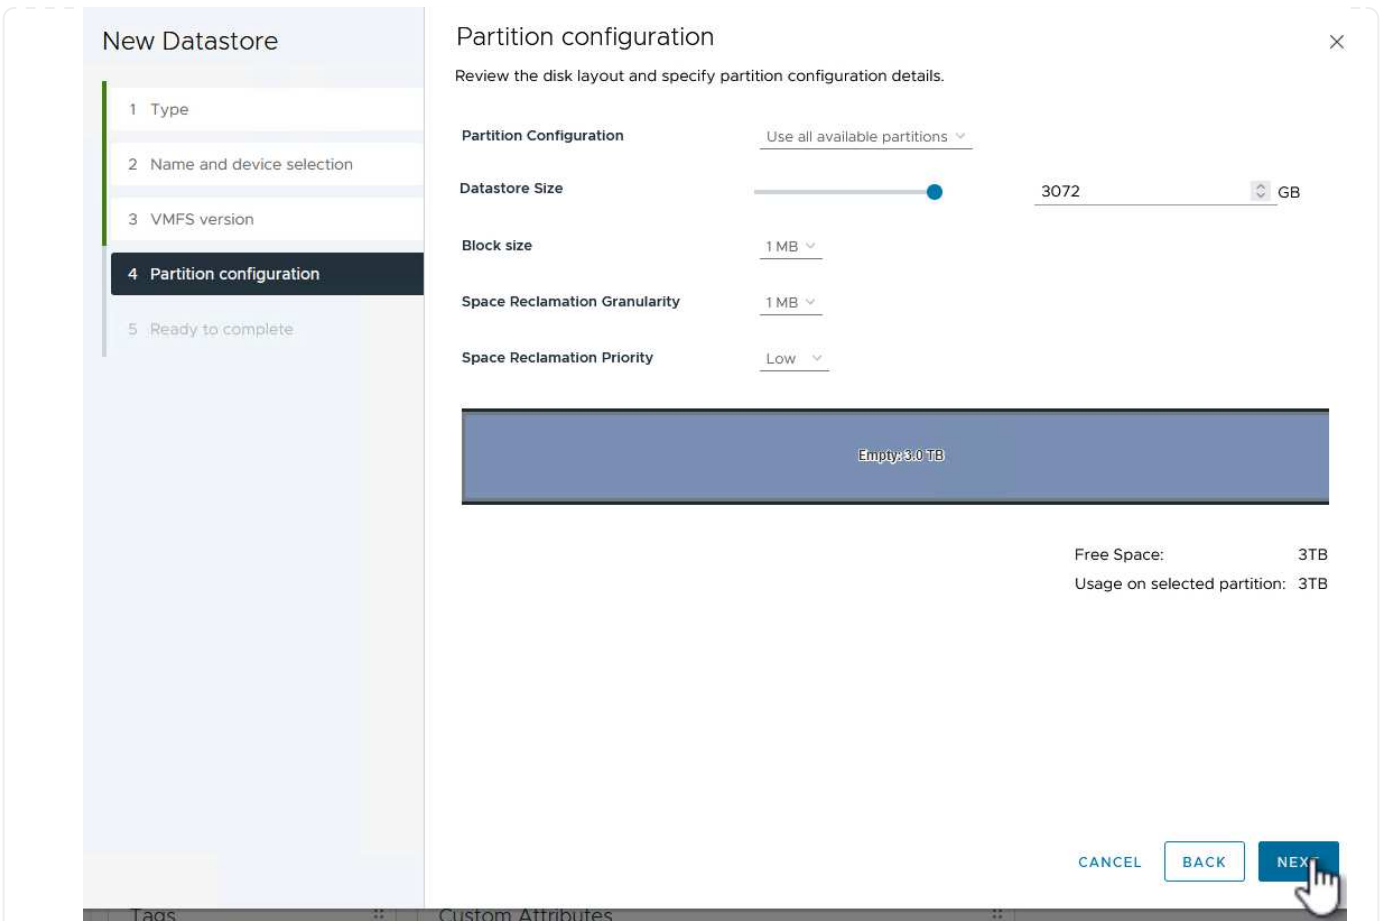 New Datastore
1 Type
2 Name and device selection
3 VMFS version
4 Partition configuration
5 Ready to complete
Partition configuration
Review the disk layout and specify partition configuration details.
Partition Configuration Use all available partitions
Datastore Size 3072 GB
Block size 1 MB
Space Reclamation Granularity 1 MB
Space Reclamation Priority Low
Empty: 3.0 TB
Free Space: 3TB
Usage on selected partition: 3TB
CANCEL BACK NEXT
Tags Custom Attributes